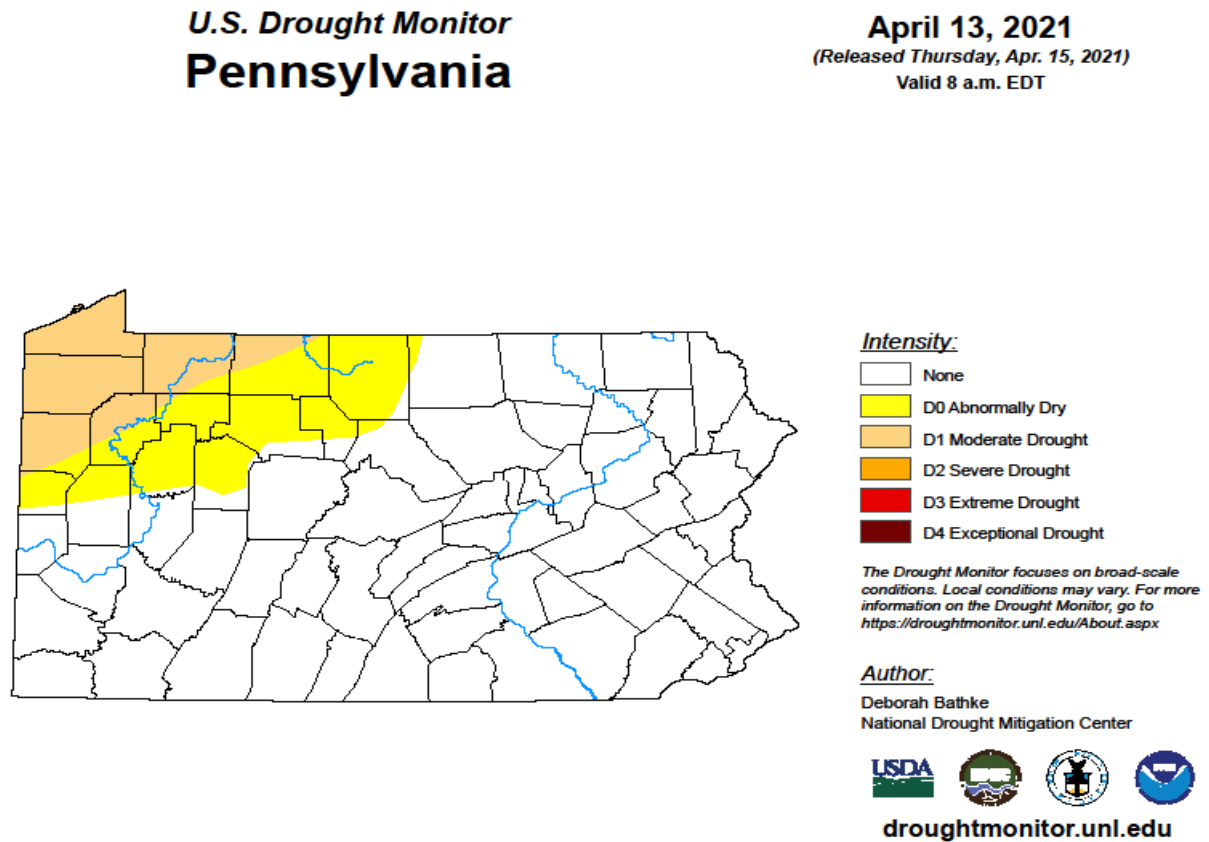 U.S. Drought Monitor
Pennsylvania
April 13, 2021
(Released Thursday, Apr. 15, 2021)
Valid 8 a.m. EDT
Intensity:
None
D0 Abnormally Dry
D1 Moderate Drought
D2 Severe Drought
D3 Extreme Drought
D4 Exceptional Drought
The Drought Monitor focuses on broad-scale
conditions. Local conditions may vary. For more
information on the Drought Monitor, go to
https://droughtmonitor.unl.edu/About.aspx
Author:
Deborah Bathke
National Drought Mitigation Center
USDA
droughtmonitor.unl.edu